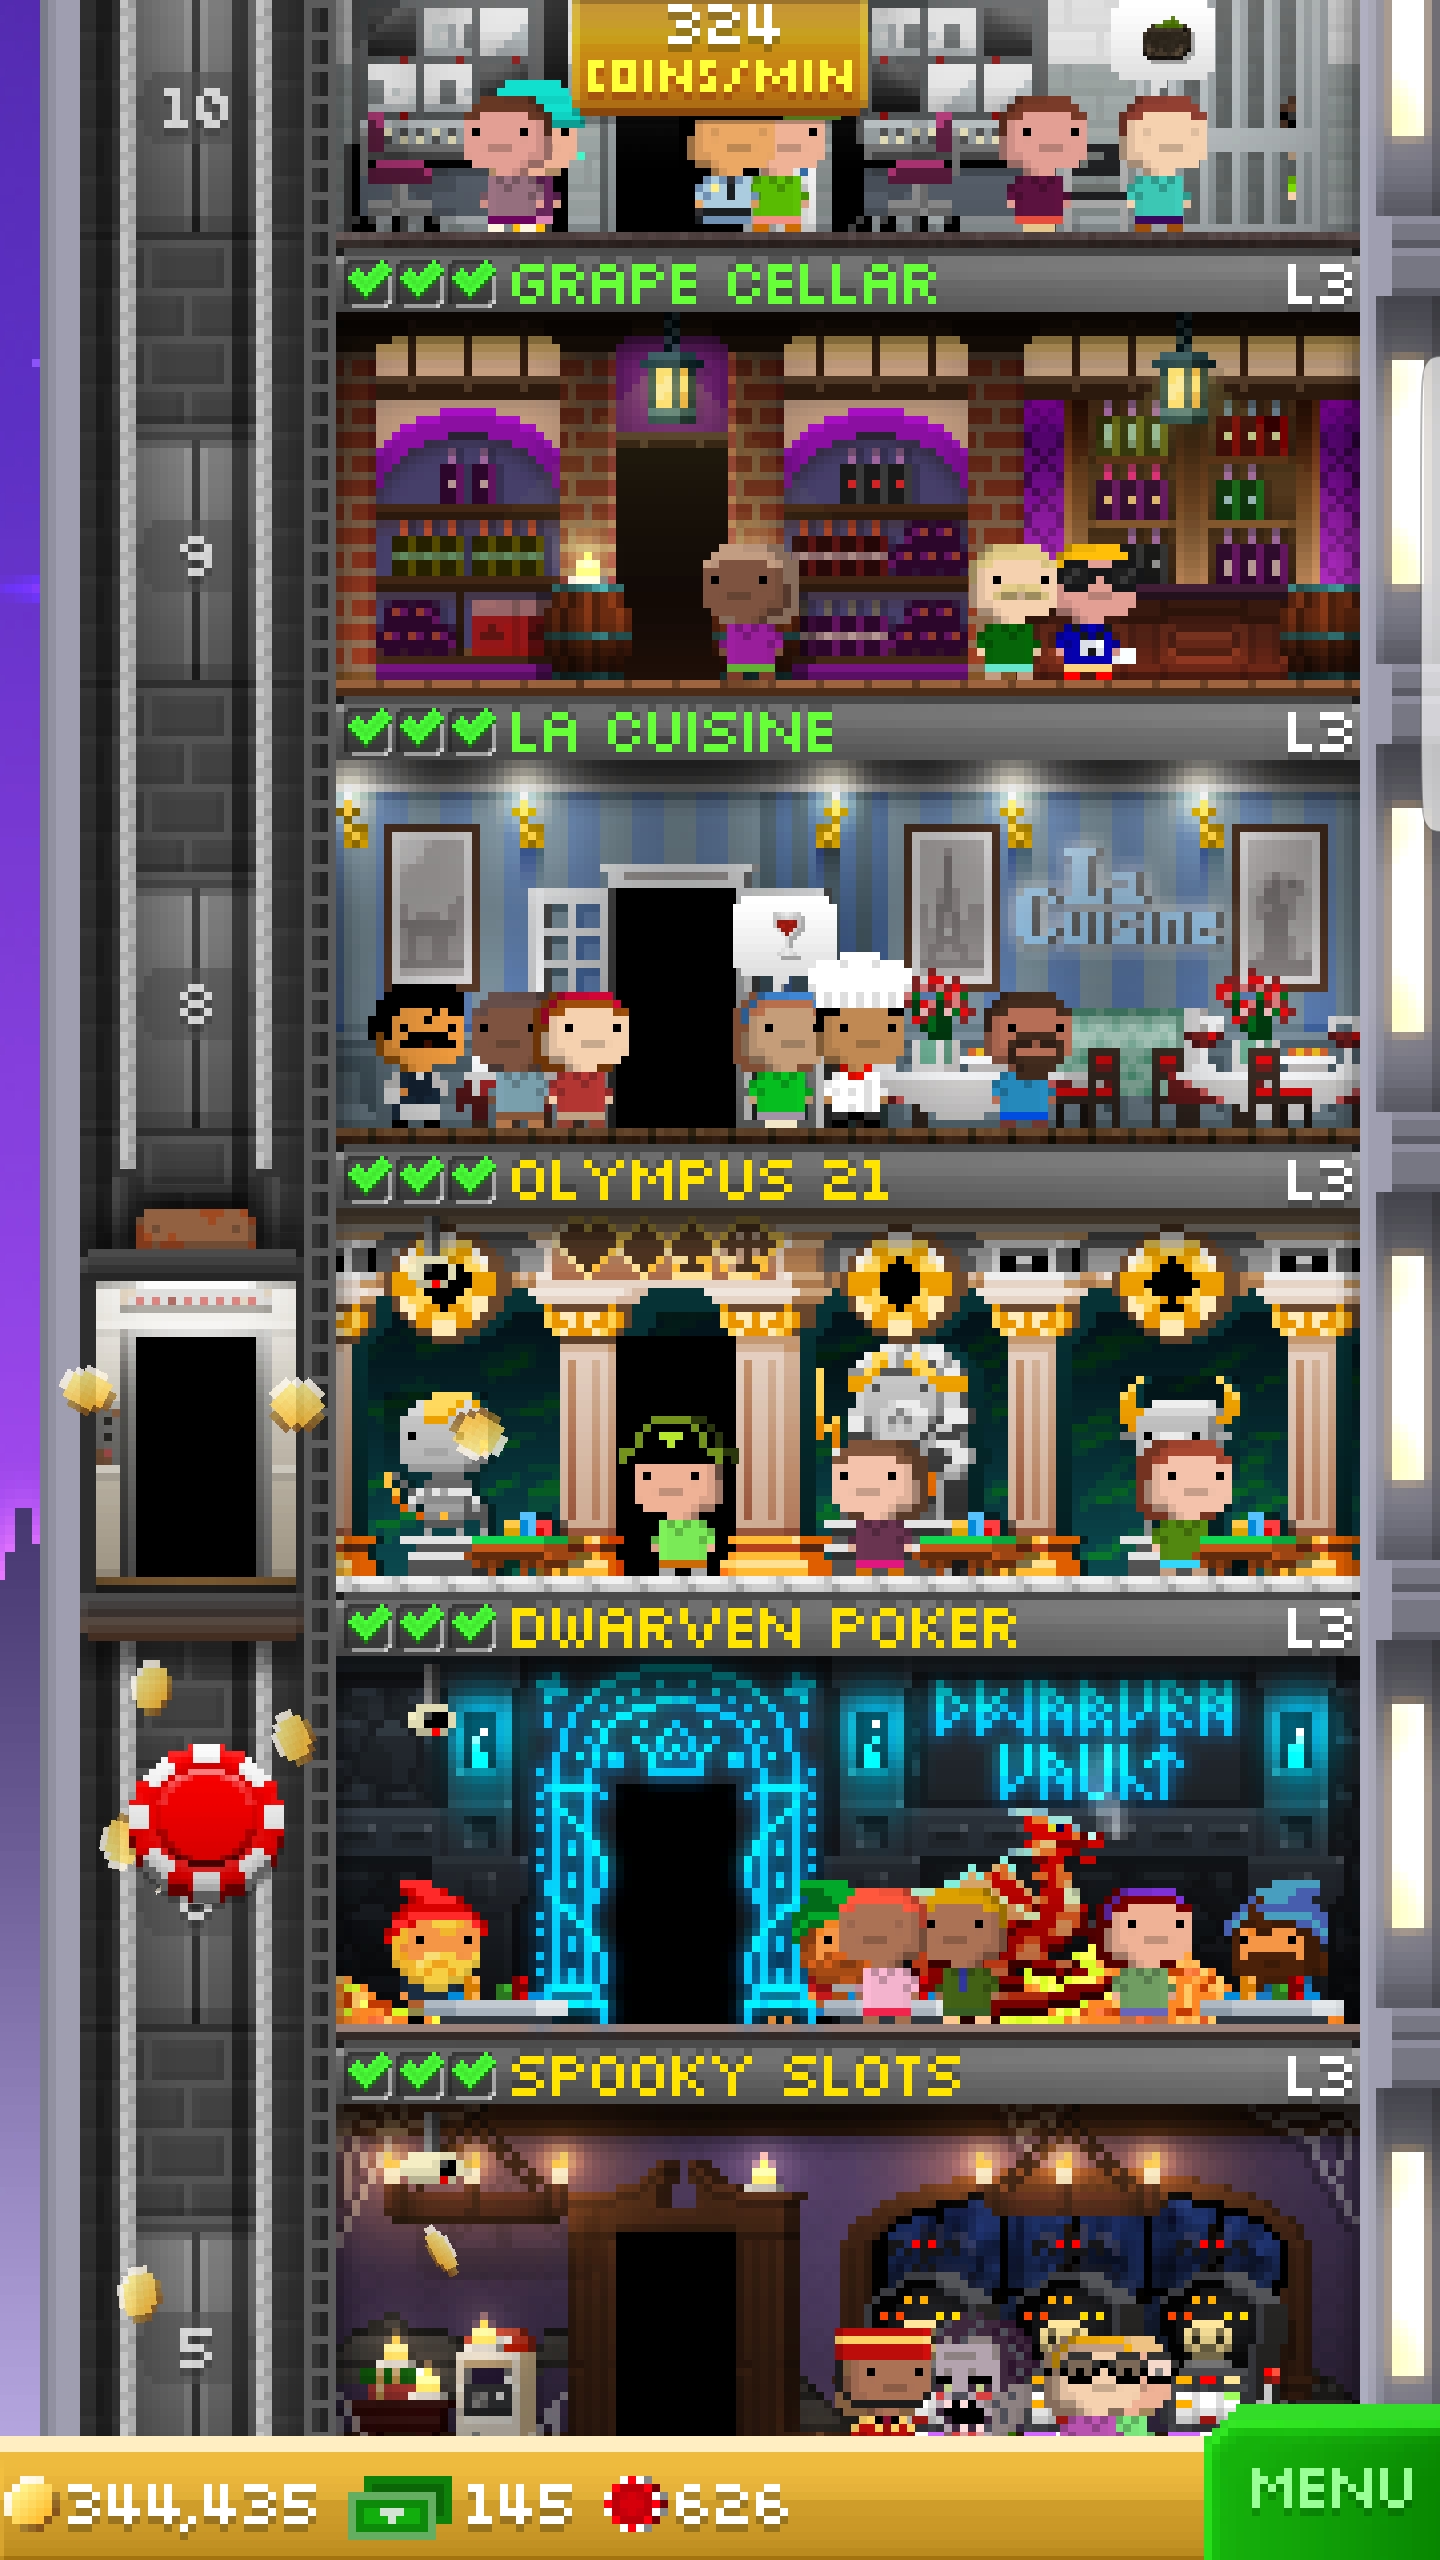 324
COINS/MIN
10
GRAPE CELLAR L3
9
LA CUISINE L3
La
Cuisine
8
OLYMPUS 21 L3
DWARVEN POKER L3
DWARVEN
VAULT
SPOOKY SLOTS L3
5
344,435 145 626
MENU